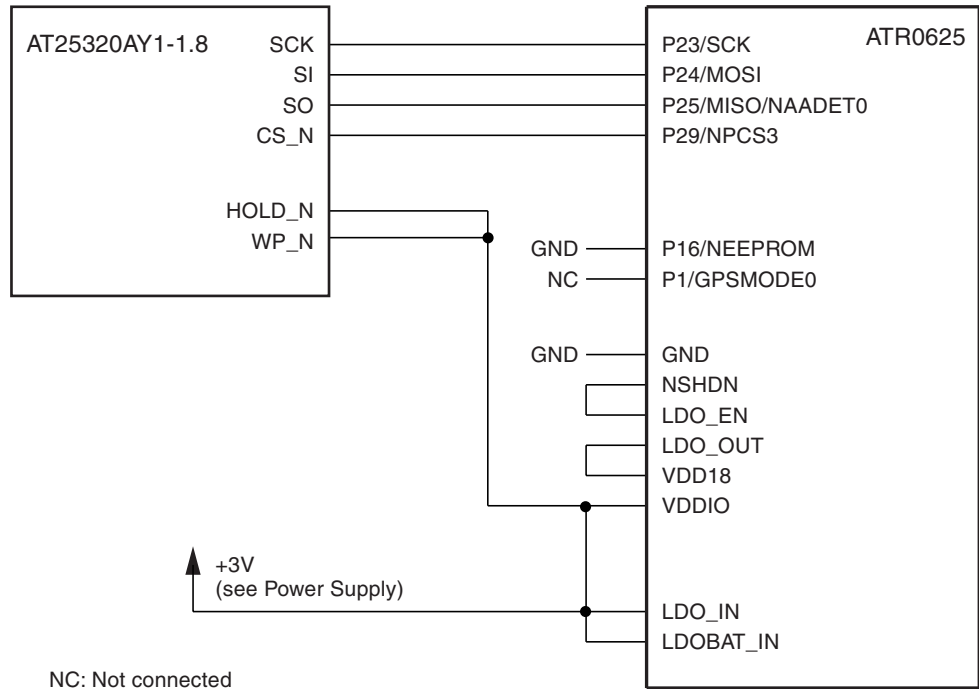 AT25320AY1-1.8
SCK
SI
SO
CS_N
HOLD_N
WP_N
ATR0625
P23/SCK
P24/MOSI
P25/MISO/NAADET0
P29/NPCS3
GND
P16/NEEPROM
NC
P1/GPSMODE0
GND
GND
NSHDN
LDO_EN
LDO_OUT
VDD18
VDDIO
+3V
(see Power Supply)
LDO_IN
LDOBAT_IN
NC: Not connected